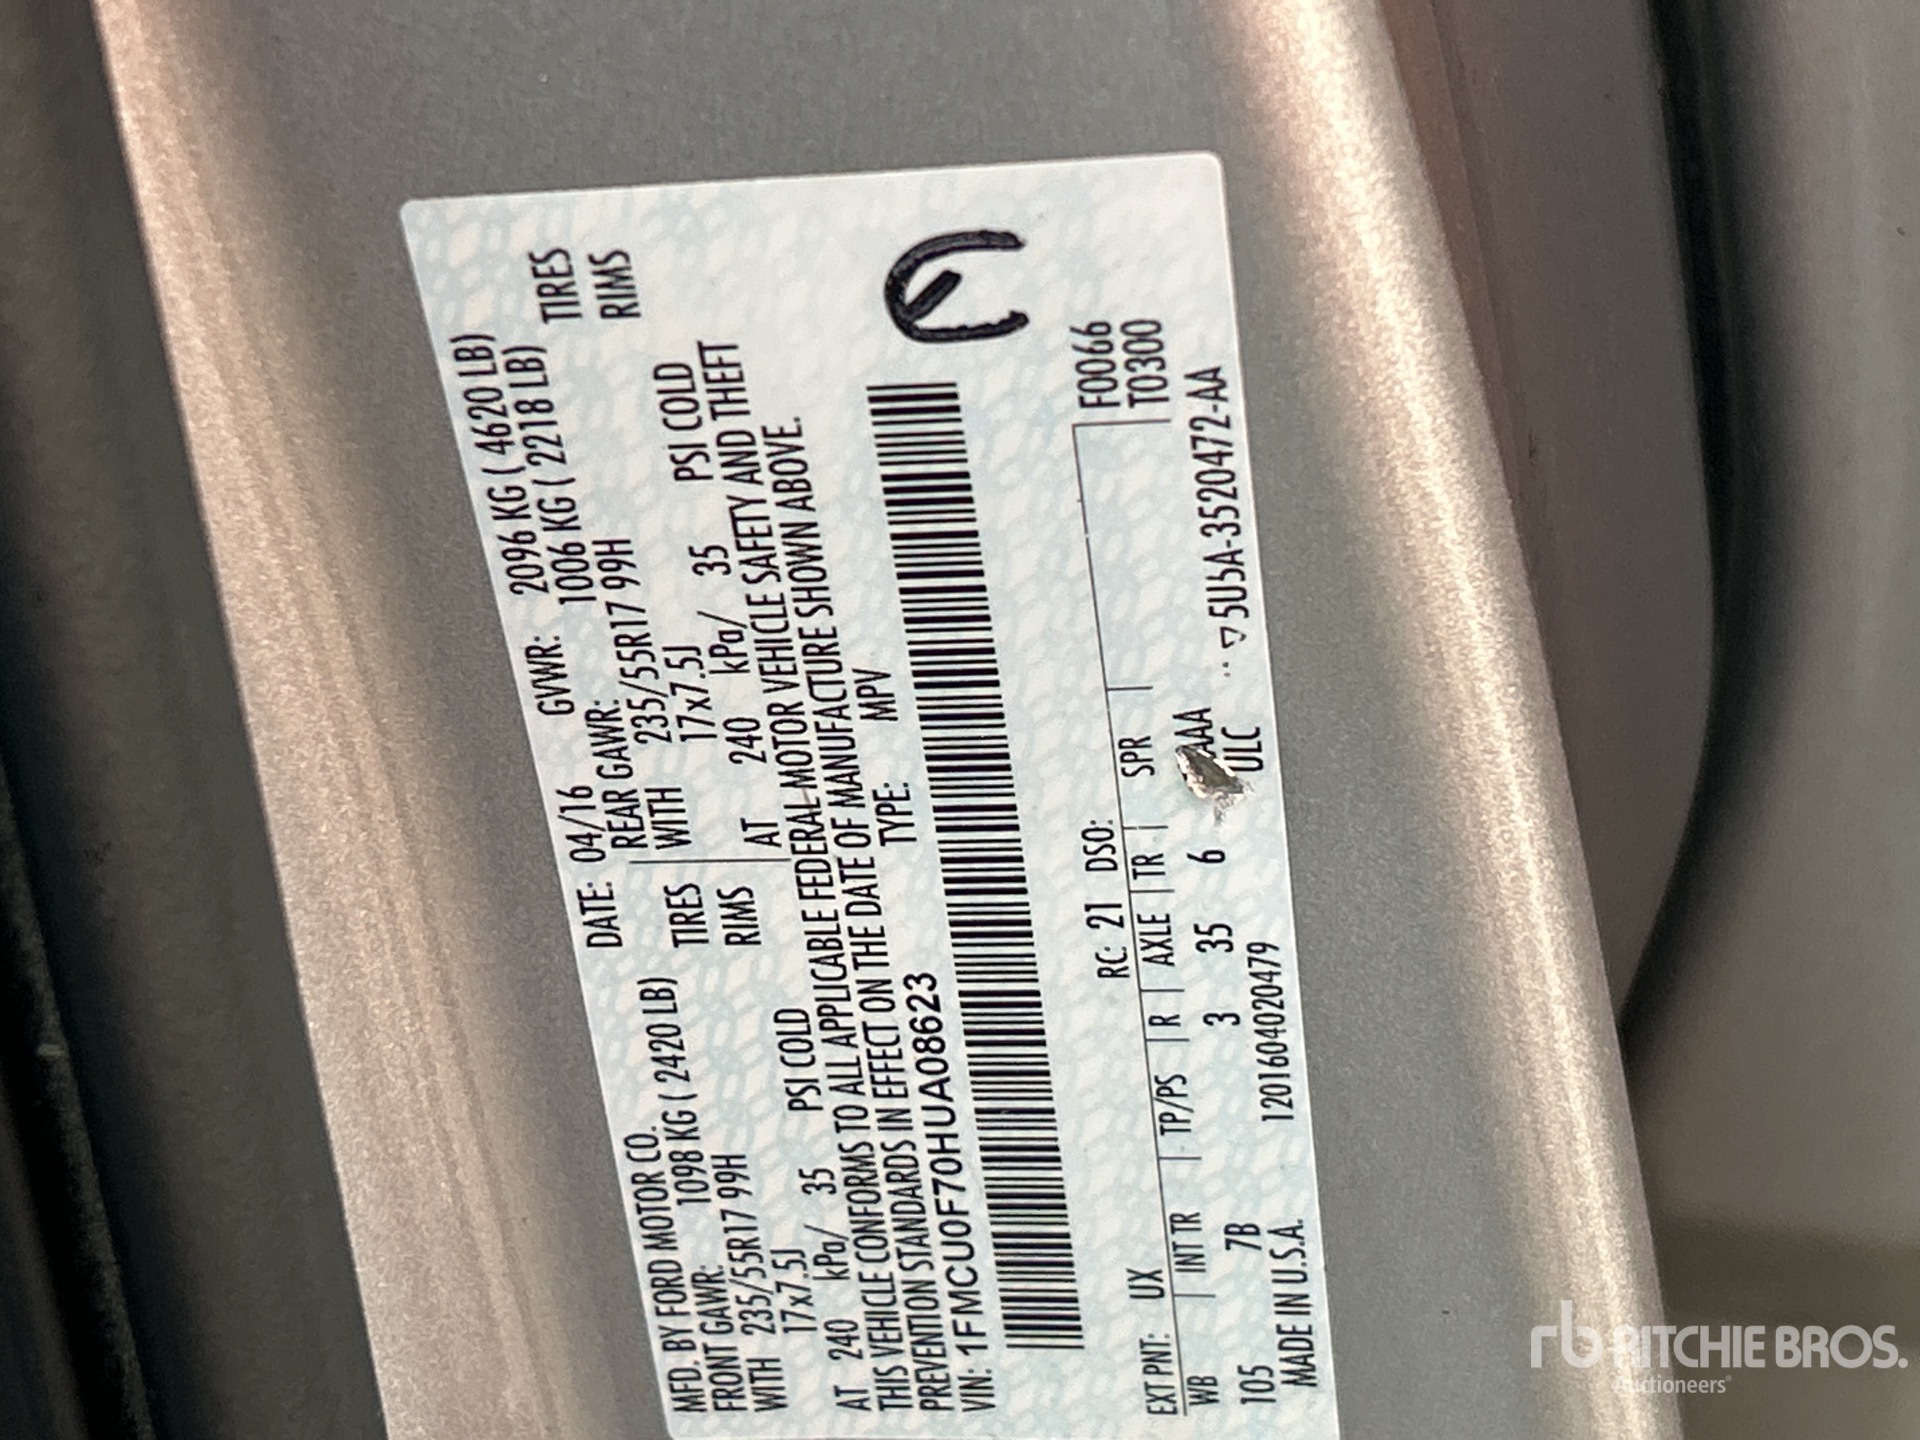 MFD. BY FORD MOTOR CO.
DATE: 04/16 GVWR: 2096 KG ( 4620 LB)
FRONT GAWR: 1098 KG ( 2420 LB) REAR GAWR: 1006 KG ( 2218 LB)
WITH 235/55R17 99H TIRES WITH 235/55R17 99H TIRES
17x7.5J RIMS 17x7.5J RIMS
AT 240 kPa/ 35 PSI COLD AT 240 kPa/ 35 PSI COLD
THIS VEHICLE CONFORMS TO ALL APPLICABLE FEDERAL MOTOR VEHICLE SAFETY AND THEFT
PREVENTION STANDARDS IN EFFECT ON THE DATE OF MANUFACTURE SHOWN ABOVE.
VIN: 1FMCU0F70HUA08623 TYPE: MPV
F0066
T0300
EXT PNT: UX RC: 21 DSO:
WB INT TR TP/PS R AXLE TR SPR
105 7B 3 35 6 AAA
ULC
MADE IN U.S.A. 1201604020479
5U5A-3520472-AA
rb RITCHIE BROS.
Auctioneers